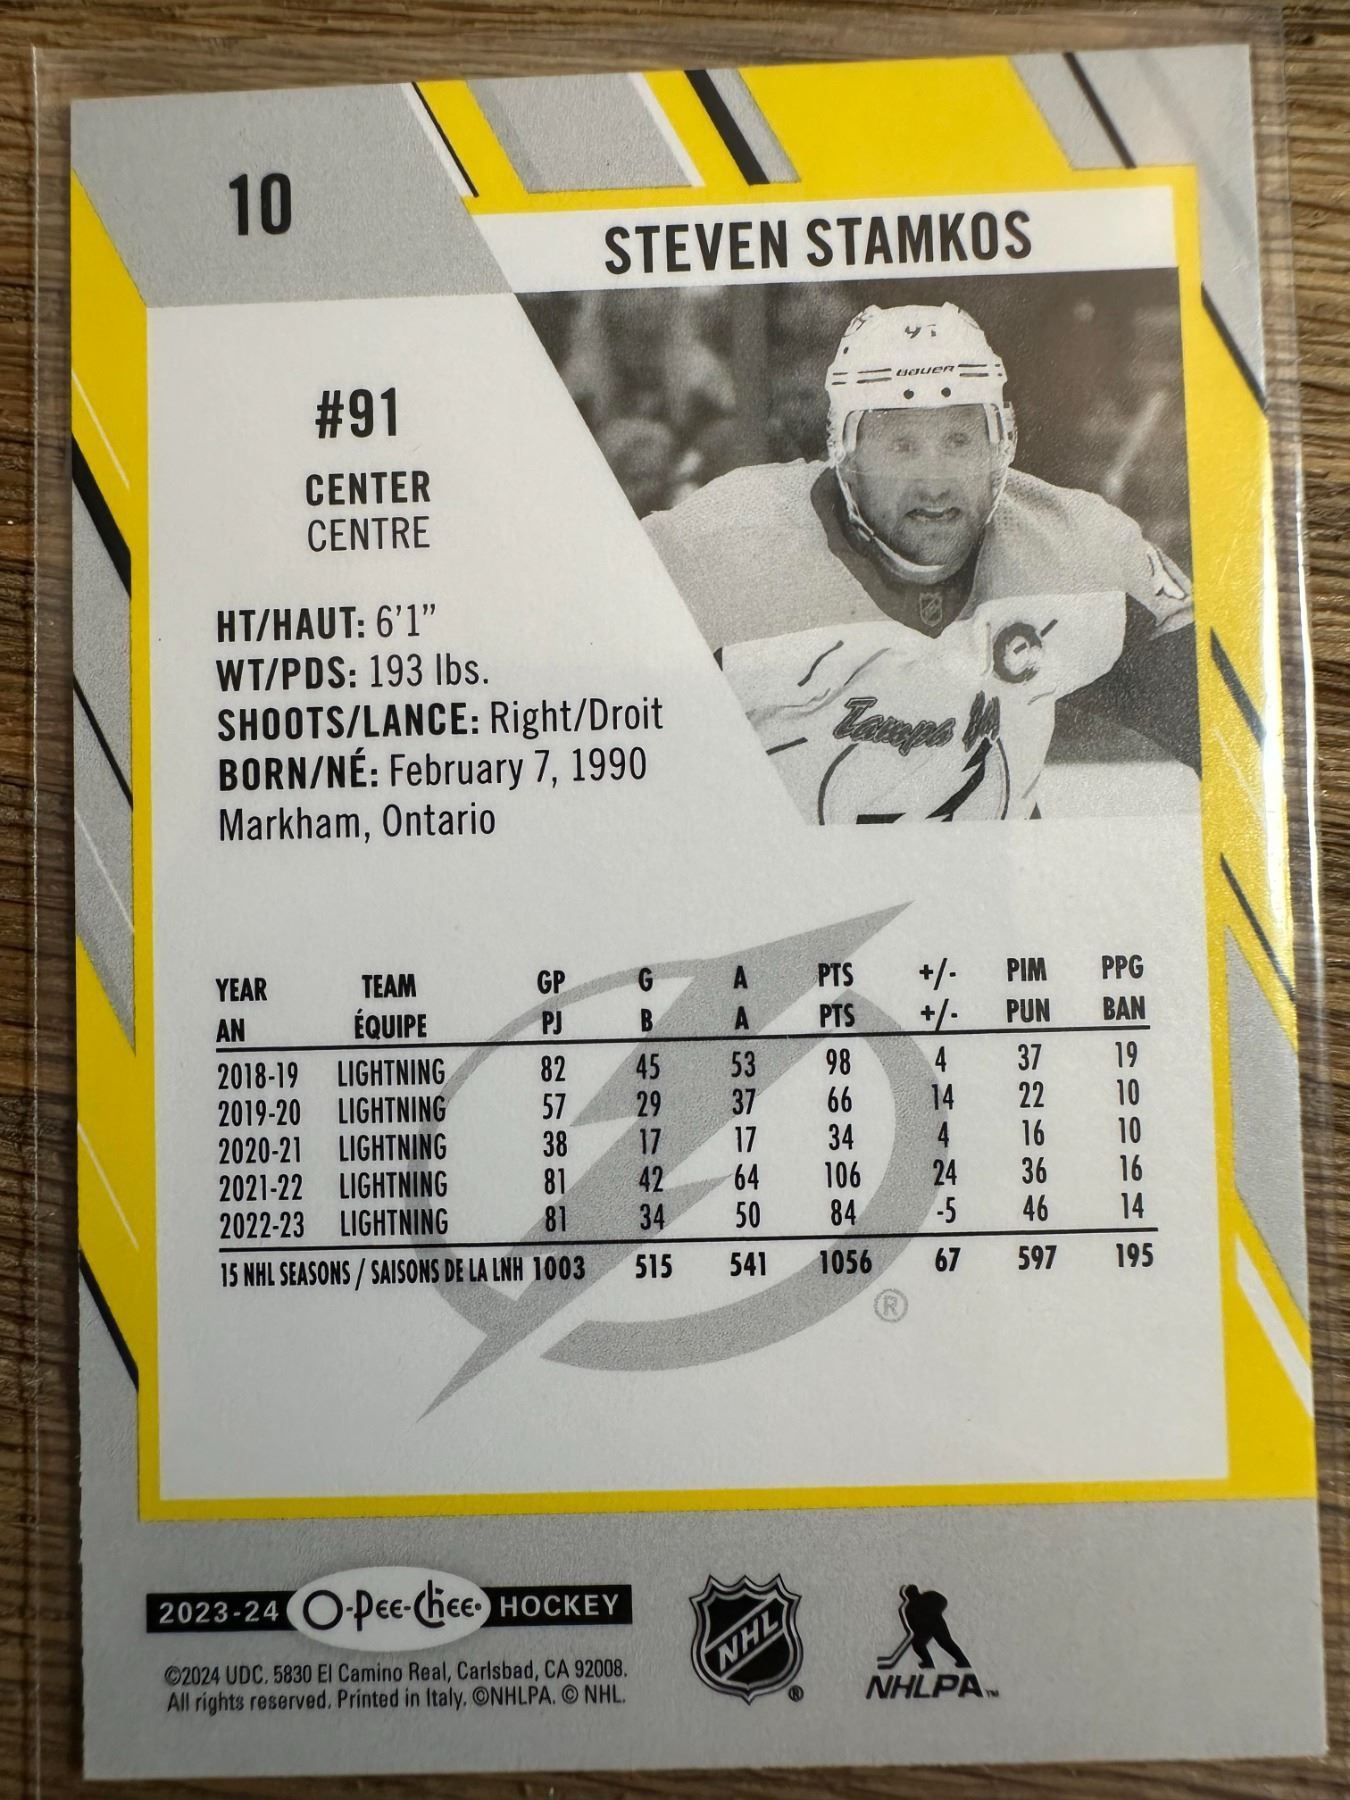 10
STEVEN STAMKOS
91
BAUER
#91
CENTER
CENTRE
HT/HAUT: 6'1”
WT/PDS: 193 lbs.
SHOOTS/LANCE: Right/Droit
BORN/NÉ: February 7, 1990
Markham, Ontario
C
Tampa
YEAR TEAM GP G A PTS +/- PIM PPG
AN ÉQUIPE PJ B A PTS +/- PUN BAN
2018-19 LIGHTNING 82 45 53 98 4 37 19
2019-20 LIGHTNING 57 29 37 66 14 22 10
2020-21 LIGHTNING 38 17 17 34 4 16 10
2021-22 LIGHTNING 81 42 64 106 24 36 16
2022-23 LIGHTNING 81 34 50 84 -5 46 14
15 NHL SEASONS / SAISONS DE LA LNH 1003 515 541 1056 67 597 195
®
2023-24 O-Pee-Chee® HOCKEY
©2024 UDC. 5830 El Camino Real, Carlsbad, CA 92008.
All rights reserved. Printed in Italy. ©NHLPA. © NHL.
NHL®
NHLPA™